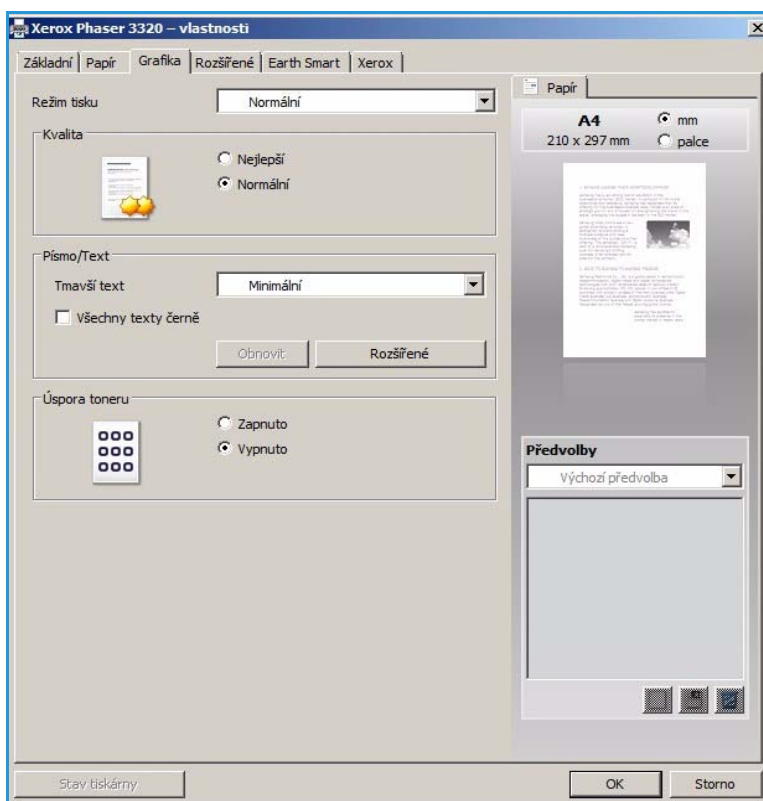 Xerox Phaser 3320 – vlastnosti
Základní Papír Grafika Rozšířené Earth Smart Xerox
Režim tisku Normální
Kvalita
Nejlepší
Normální
Písmo/Text
Tmavší text Minimální
Všechny texty černě
Obnovit Rozšířené
Úspora toneru
Zapnuto
Vypnuto
Papír
A4 mm
210 x 297 mm palce
Předvolby
Výchozí předvolba
Stav tiskárny OK Storno